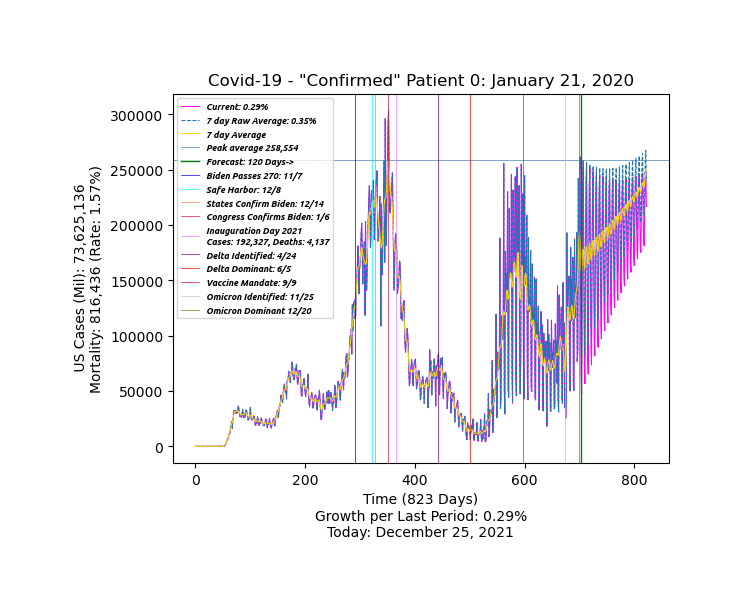 Covid-19 - "Confirmed" Patient 0: January 21, 2020
300000
250000
200000
150000
100000
50000
0
US Cases (Mil): 73,625,136
Mortality: 816,436 (Rate: 1.57%)
Current: 0.29%
7 day Raw Average: 0.35%
7 day Average
Peak average 258,554
Forecast: 120 Days->
Biden Passes 270: 11/7
Safe Harbor: 12/8
States Confirm Biden: 12/14
Congress Confirms Biden: 1/6
Inauguration Day 2021
Cases: 192,327, Deaths: 4,137
Delta Identified: 4/24
Delta Dominant: 6/5
Vaccine Mandate: 9/9
Omicron Identified: 11/25
Omicron Dominant 12/20
0 200 400 600 800
Time (823 Days)
Growth per Last Period: 0.29%
Today: December 25, 2021